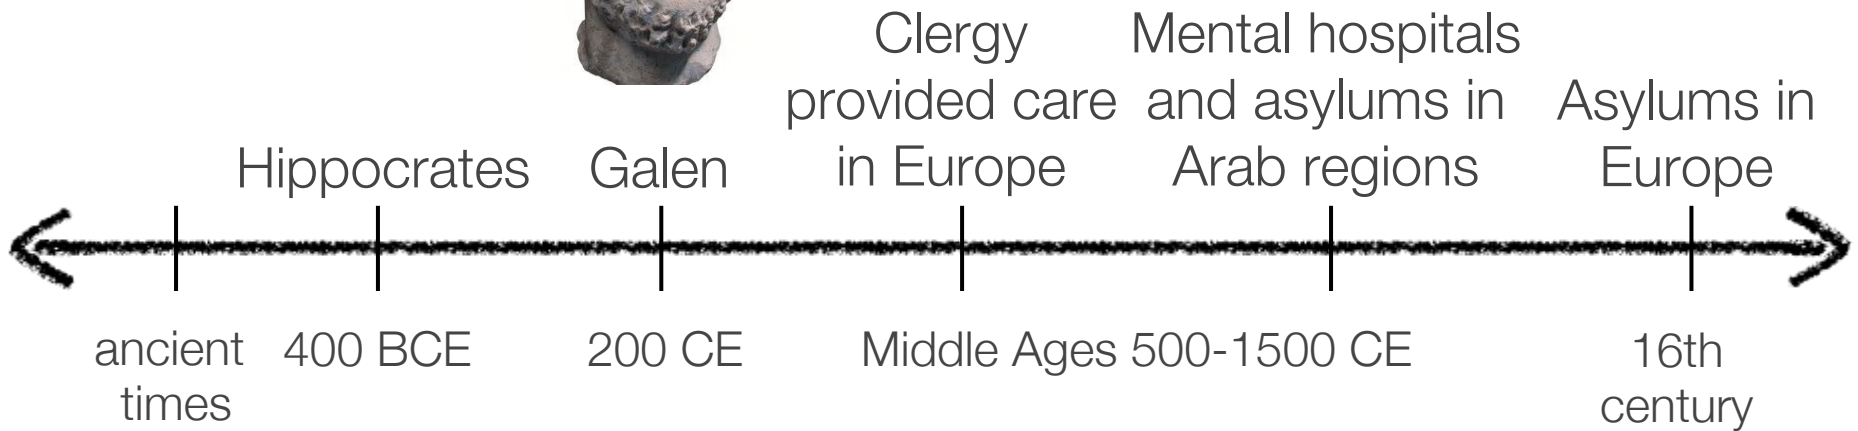 Clergy
provided care
in Europe
Mental hospitals
and asylums in
Arab regions
Asylums in
Europe
Hippocrates
Galen
ancient
times
400 BCE
200 CE
Middle Ages 500-1500 CE
16th
century